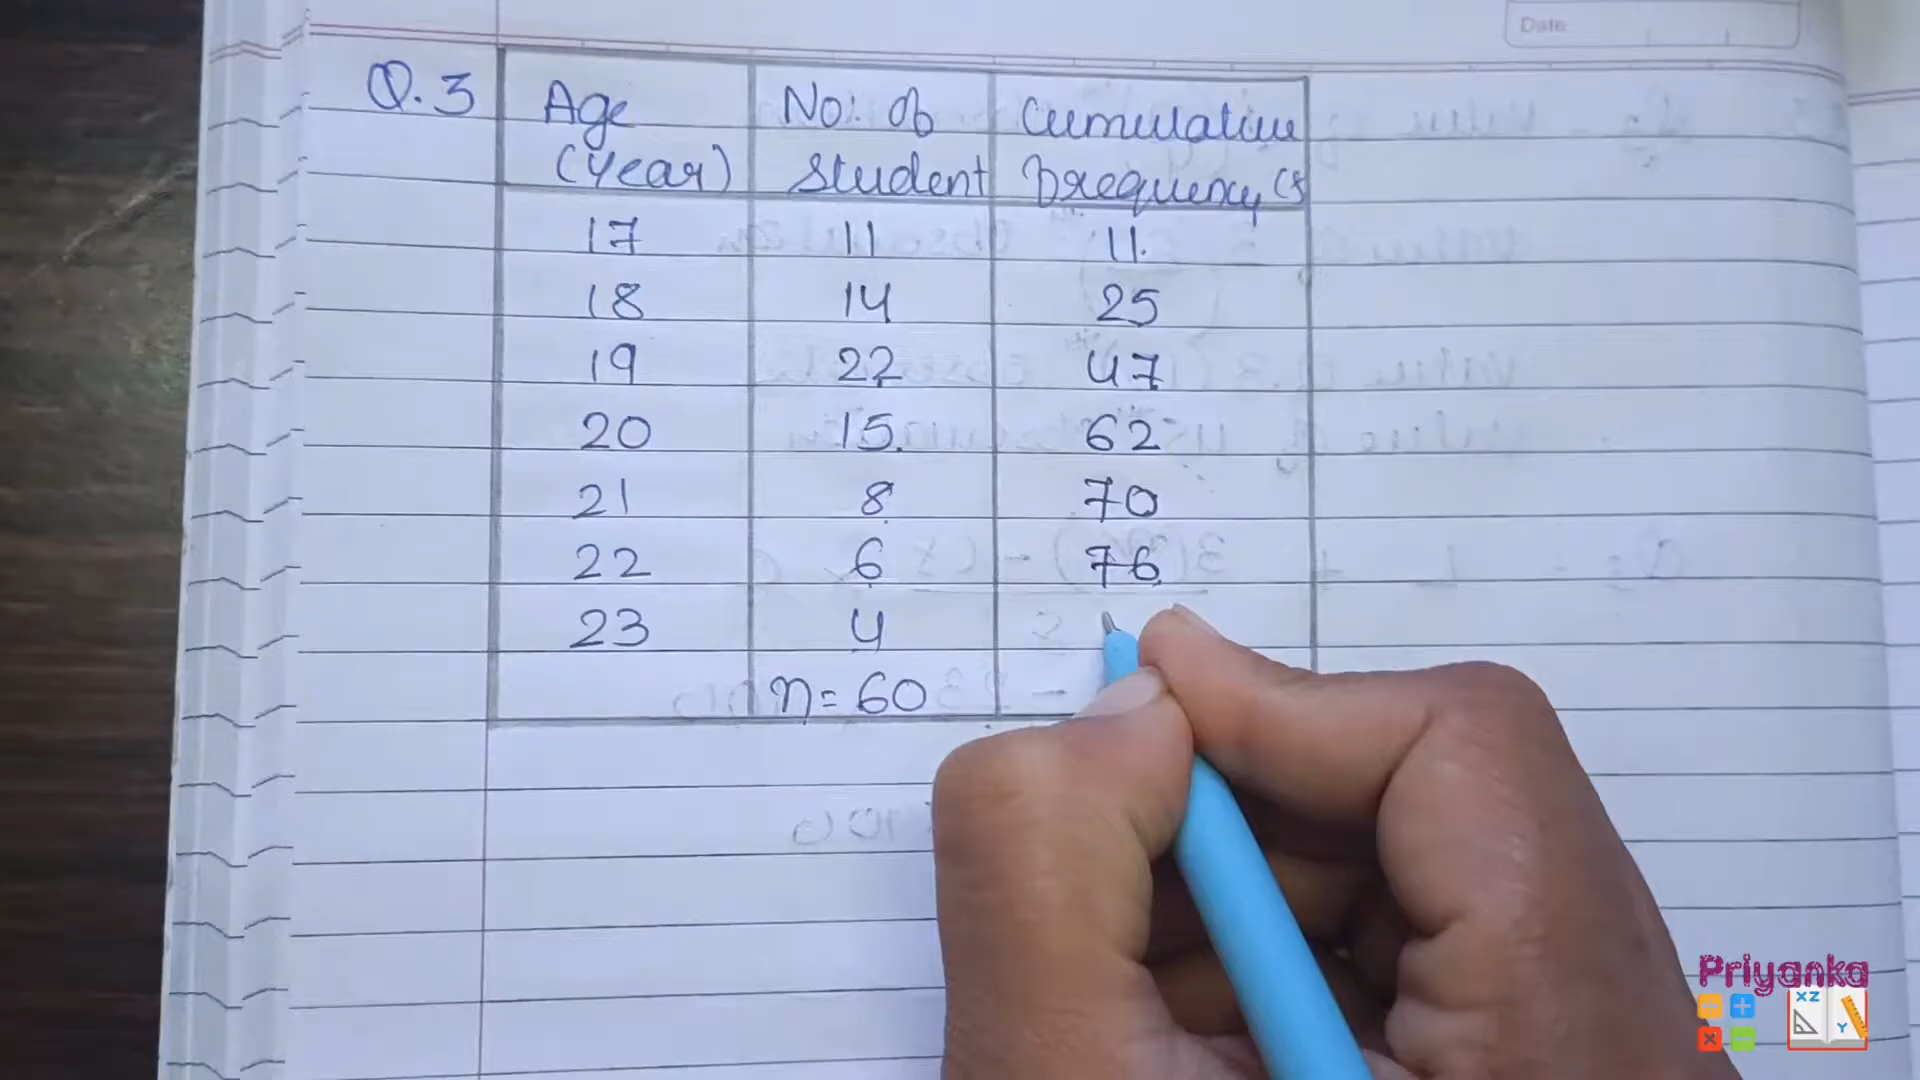 Date
Q.3 Age (Year) No: of Student Cumulative frequency (s
17 11 11.
18 14 25
19 22 47
20 15. 62
21 8 70
22 6 76
23 4
n=60
Priyanka
XZ
Y